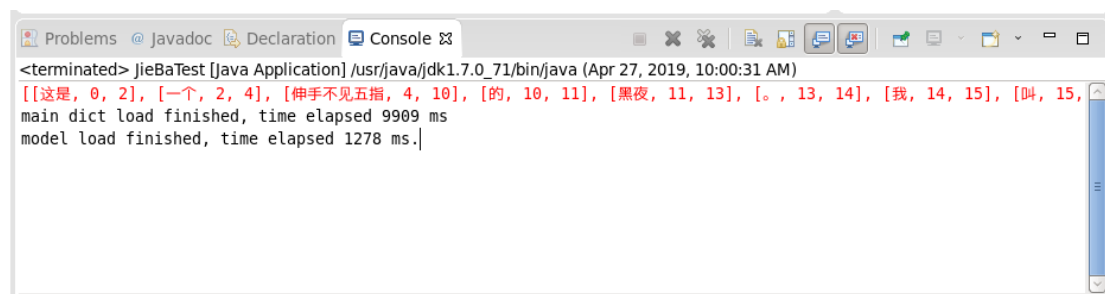 Problems @ Javadoc Declaration Console
<terminated> JieBaTest [Java Application] /usr/java/jdk1.7.0_71/bin/java (Apr 27, 2019, 10:00:31 AM)
[[这是, 0, 2], [一个, 2, 4], [伸手不见五指, 4, 10], [的, 10, 11], [黑夜, 11, 13], [。, 13, 14], [我, 14, 15], [叫, 15,
main dict load finished, time elapsed 9909 ms
model load finished, time elapsed 1278 ms.